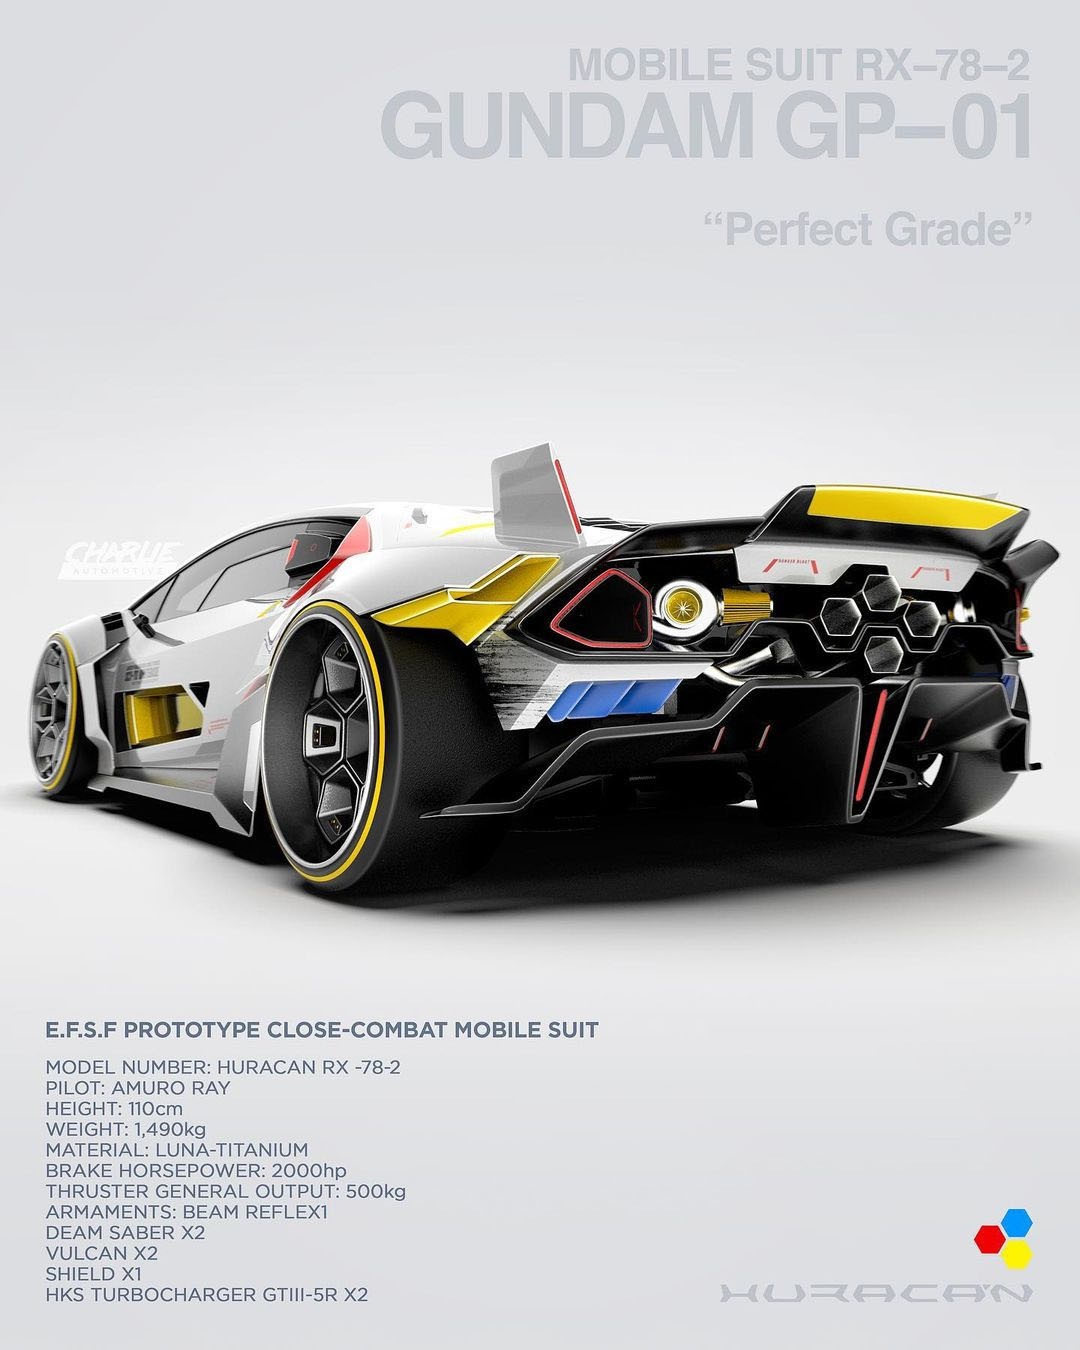 MOBILE SUIT RX–78–2
GUNDAM GP–01
“Perfect Grade”
CHARLIE
AUTOMOTIVE
E.F.S.F PROTOTYPE CLOSE-COMBAT MOBILE SUIT
MODEL NUMBER: HURACAN RX -78-2
PILOT: AMURO RAY
HEIGHT: 110cm
WEIGHT: 1,490kg
MATERIAL: LUNA-TITANIUM
BRAKE HORSEPOWER: 2000hp
THRUSTER GENERAL OUTPUT: 500kg
ARMAMENTS: BEAM REFLEX1
DEAM SABER X2
VULCAN X2
SHIELD X1
HKS TURBOCHARGER GTIII-5R X2
HURACÁN